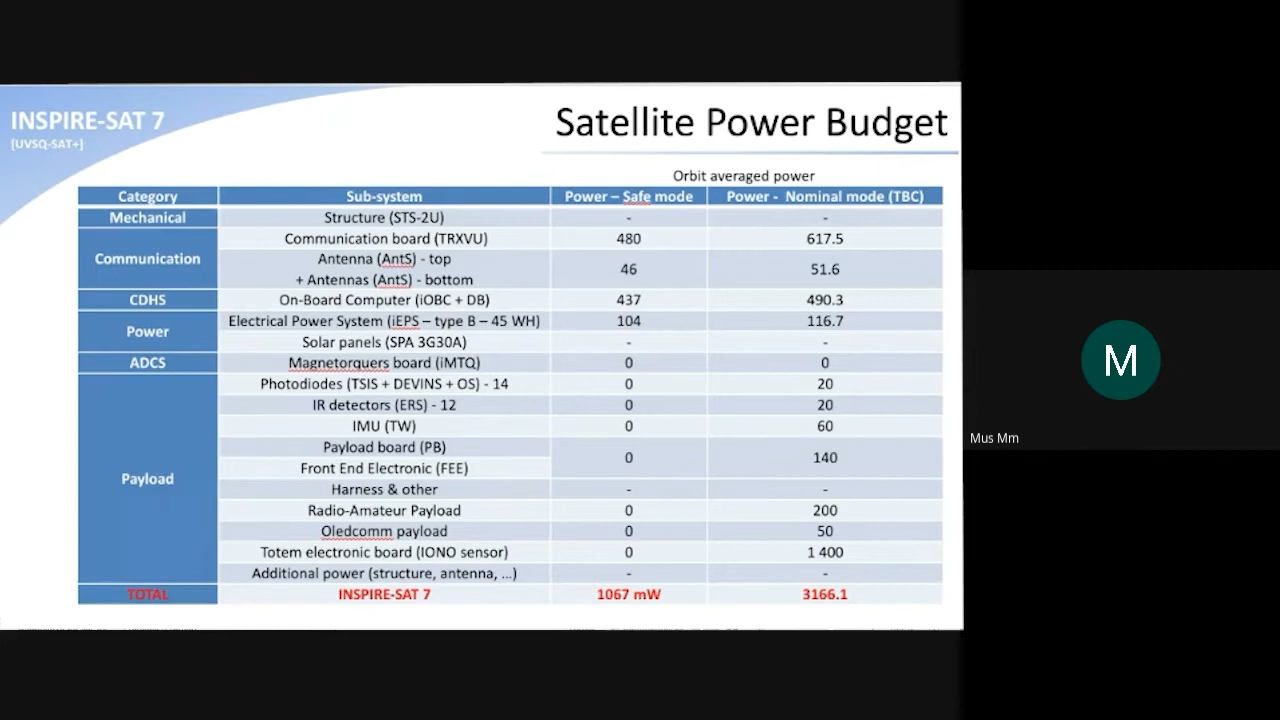 INSPIRE-SAT 7
[UVSQ-SAT+]
Satellite Power Budget
Orbit averaged power
Category Sub-system Power – Safe mode Power - Nominal mode (TBC)
Mechanical Structure (STS-2U) - -
Communication Communication board (TRXVU) 480 617.5
Antenna (AntS) - top
+ Antennas (AntS) - bottom 46 51.6
CDHS On-Board Computer (iOBC + DB) 437 490.3
Power Electrical Power System (iEPS – type B – 45 WH) 104 116.7
Solar panels (SPA 3G30A) - -
ADCS Magnetorquers board (iMTQ) 0 0
Payload Photodiodes (TSIS + DEVINS + OS) - 14 0 20
IR detectors (ERS) - 12 0 20
IMU (TW) 0 60
Payload board (PB) 0 140
Front End Electronic (FEE)
Harness & other - -
Radio-Amateur Payload 0 200
Oledcomm payload 0 50
Totem electronic board (IONO sensor) 0 1 400
Additional power (structure, antenna, ...) - -
TOTAL INSPIRE-SAT 7 1067 mW 3166.1
M
Mus Mm